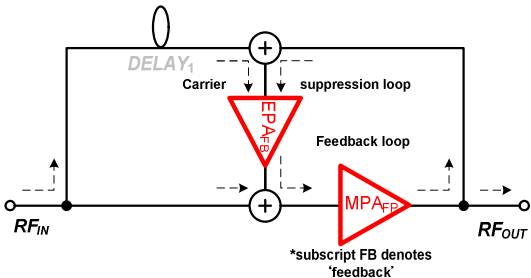 +
DELAY1
Carrier
suppression loop
EPAFB
Feedback loop
+
MPAFP
RFIN
RFOUT
*subscript FB denotes
‘feedback’